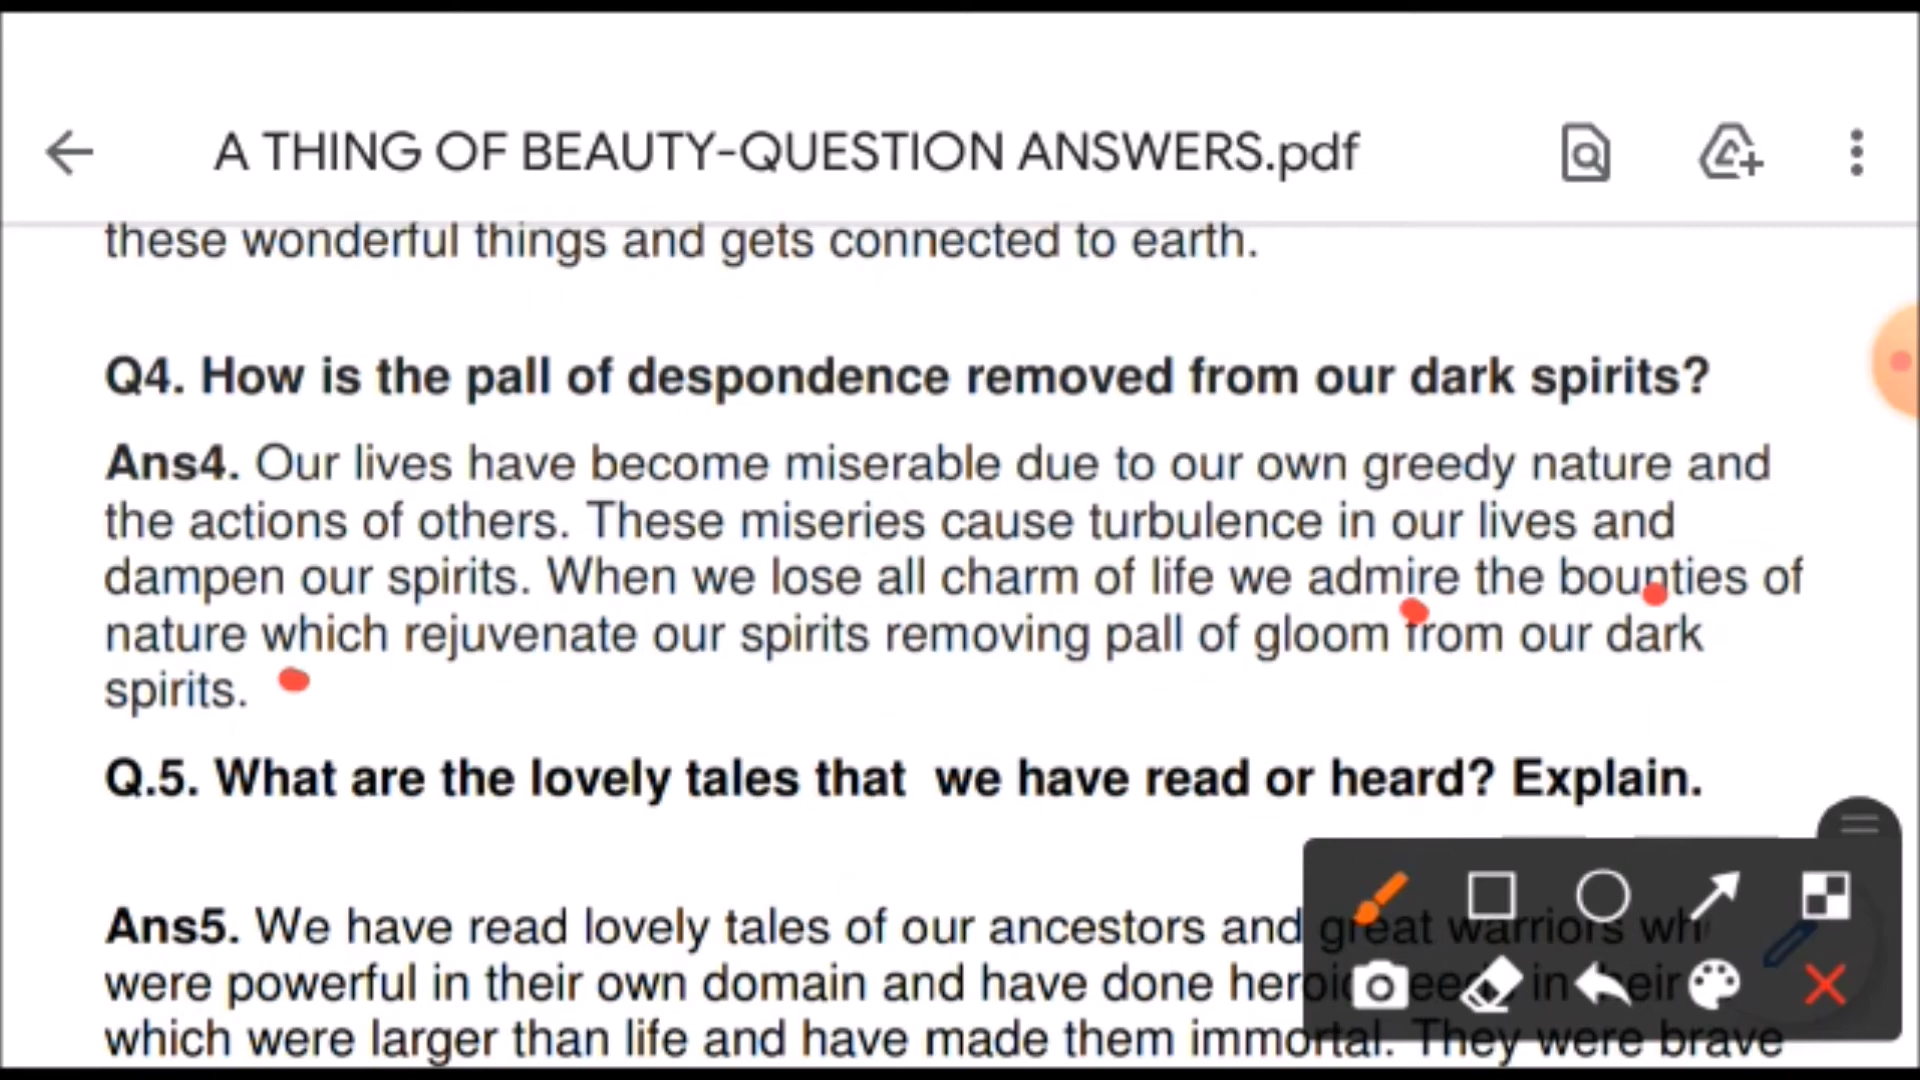 A THING OF BEAUTY-QUESTION ANSWERS.pdf
these wonderful things and gets connected to earth.
Q4. How is the pall of despondence removed from our dark spirits?
Ans4. Our lives have become miserable due to our own greedy nature and
the actions of others. These miseries cause turbulence in our lives and
dampen our spirits. When we lose all charm of life we admire the bounties of
nature which rejuvenate our spirits removing pall of gloom from our dark
spirits.
Q.5. What are the lovely tales that we have read or heard? Explain.
Ans5. We have read lovely tales of our ancestors and great warriors
were powerful in their own domain and have done in
which were larger than life and have made them immortal. They were brave